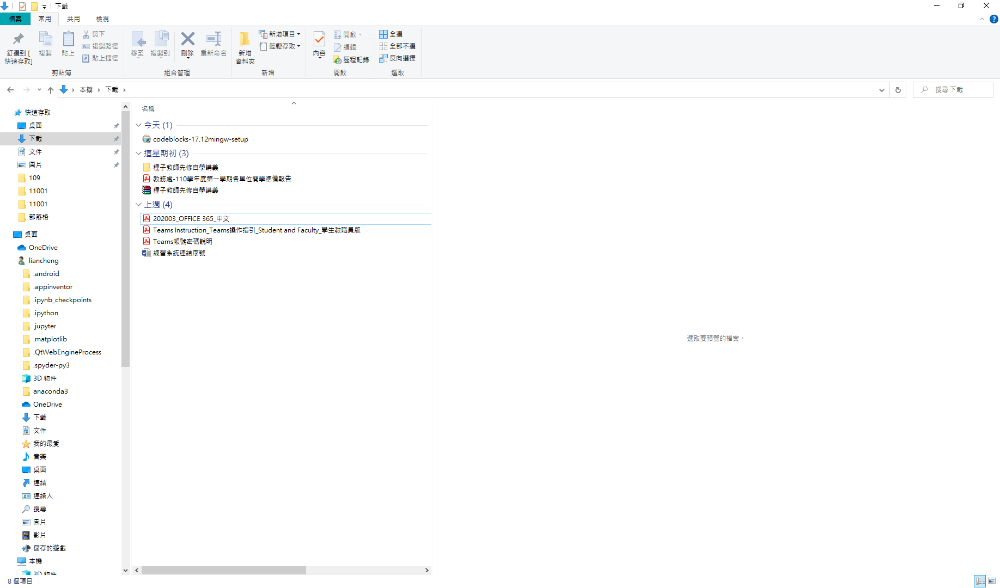 下載
檔案 常用 共用 檢視
釘選到 [
快速存取]
複製
貼上
剪下
複製路徑
貼上捷徑
剪貼簿
移至
複製到
刪除
重新命名
組合管理
新增
資料夾
新增項目
輕鬆存取
新增
內容
開啟
編輯
歷程記錄
開啟
全選
全部不選
反向選擇
選取
本機 下載
搜尋 下載
快速存取
桌面
下載
文件
圖片
109
11001
11001
部落格
桌面
OneDrive
liancheng
.android
.appinventor
.ipynb_checkpoints
.ipython
.jupyter
.matplotlib
.QtWebEngineProcess
.spyder-py3
3D 物件
anaconda3
OneDrive
下載
文件
我的最愛
音樂
桌面
連結
連絡人
搜尋
圖片
影片
儲存的遊戲
本機
3D 物件
名稱
今天 (1)
codeblocks-17.12mingw-setup
這星期初 (3)
種子教師先修自學講義
教務處-110學年度第一學期各單位開學準備報告
種子教師先修自學講義
上週 (4)
202003_OFFICE 365_中文
Teams Instruction_Teams操作指引_Student and Faculty_學生教職員版
Teams帳號密碼說明
練習系統連結序號
選取要預覽的檔案。
8 個項目